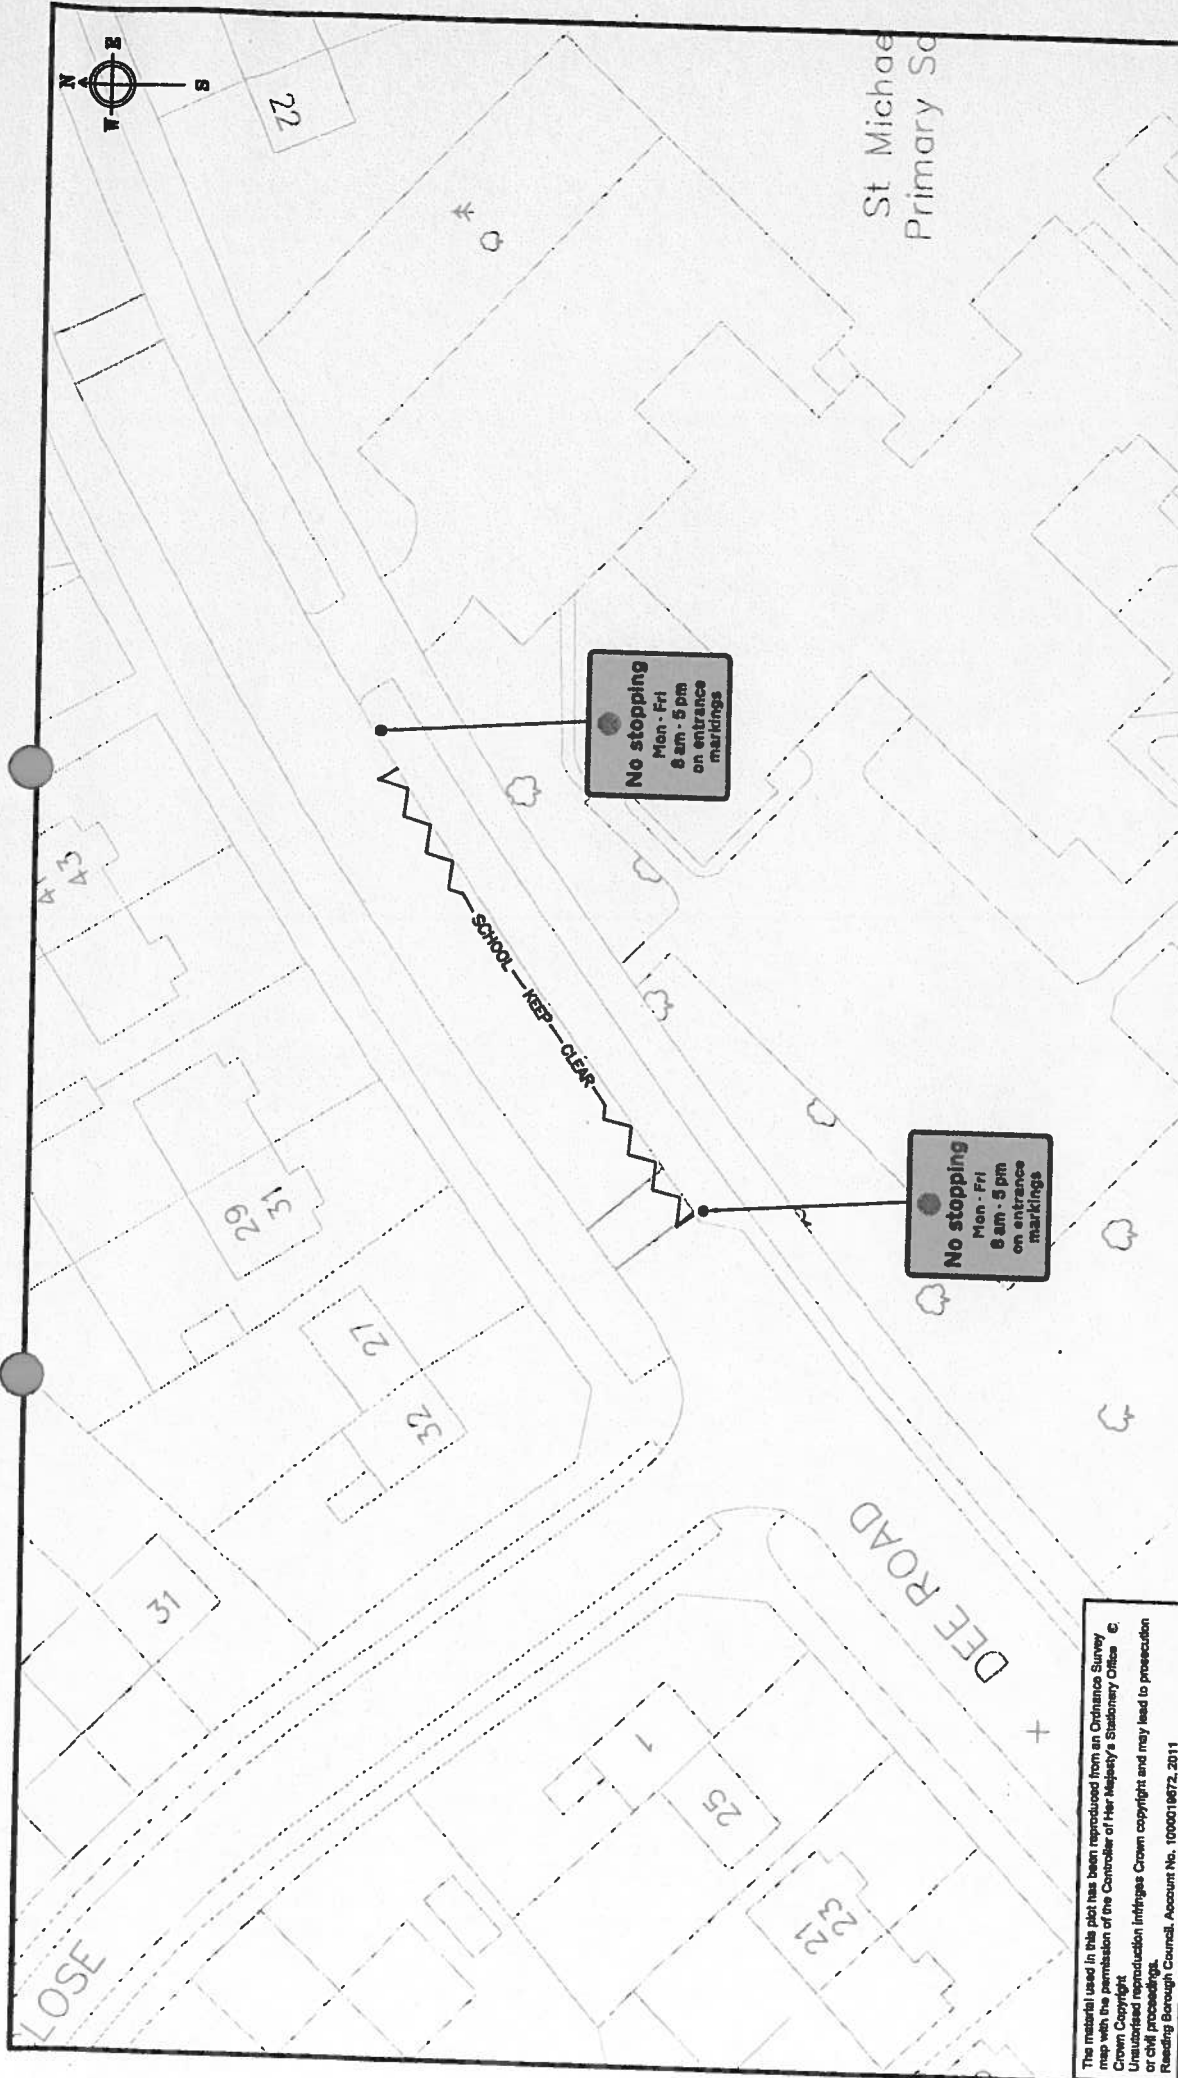 N
W E
S
22
St Michae
Primary Sc
43
29
31
27
32
31
SCHOOL KEEP CLEAR
No stopping
Mon - Fri
8 am - 5 pm
on entrance
markings
No stopping
Mon - Fri
8 am - 5 pm
on entrance
markings
DEE ROAD
1
25
21
23
LOSE
The material used in this plot has been reproduced from an Ordnance Survey
map with the permission of the Controller of Her Majesty's Stationery Office ©
Crown Copyright
Unauthorised reproduction infringes Crown copyright and may lead to prosecution
or civil proceedings.
Reading Borough Council. Account No. 1000019672, 2011